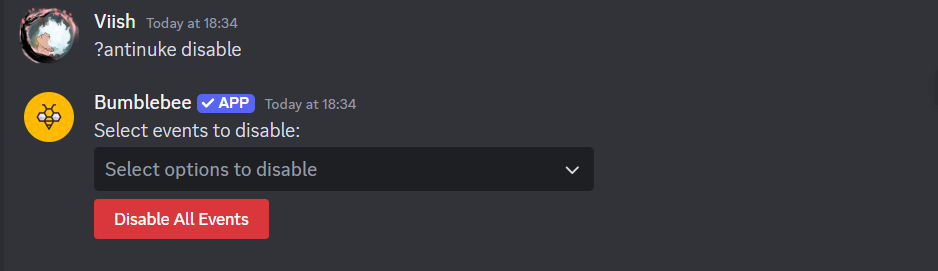 Viish Today at 18:34
?antinuke disable
Bumblebee APP Today at 18:34
Select events to disable:
Select options to disable
Disable All Events